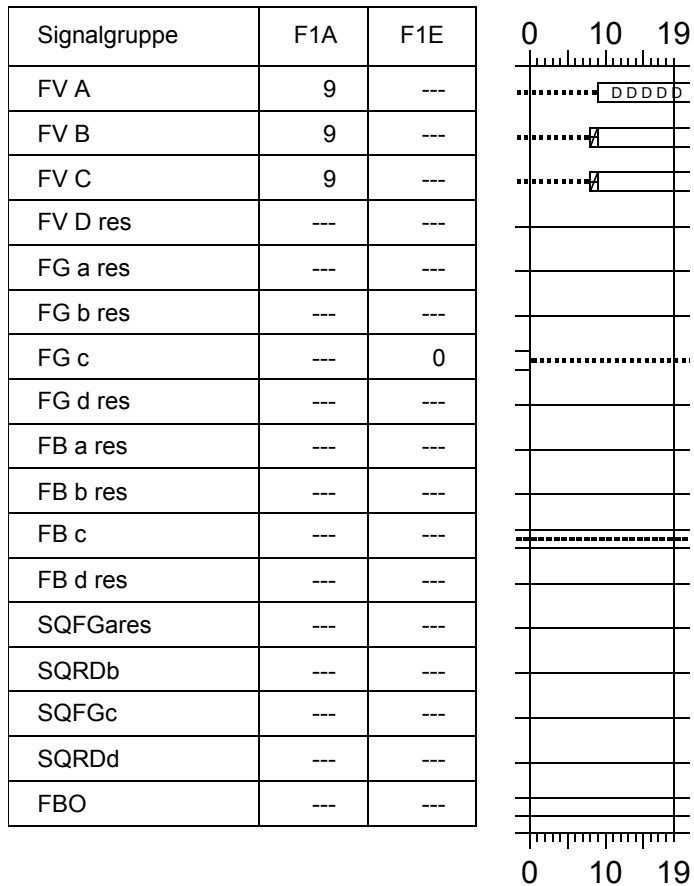 Signalgruppe F1A F1E 0 10 19
FV A 9 --- D D D D D
FV B 9 ---
FV C 9 ---
FV D res --- ---
FG a res --- ---
FG b res --- ---
FG c --- 0
FG d res --- ---
FB a res --- ---
FB b res --- ---
FB c --- ---
FB d res --- ---
SQFGares --- ---
SQRDb --- ---
SQFGc --- ---
SQRDd --- ---
FBO --- ---
0 10 19